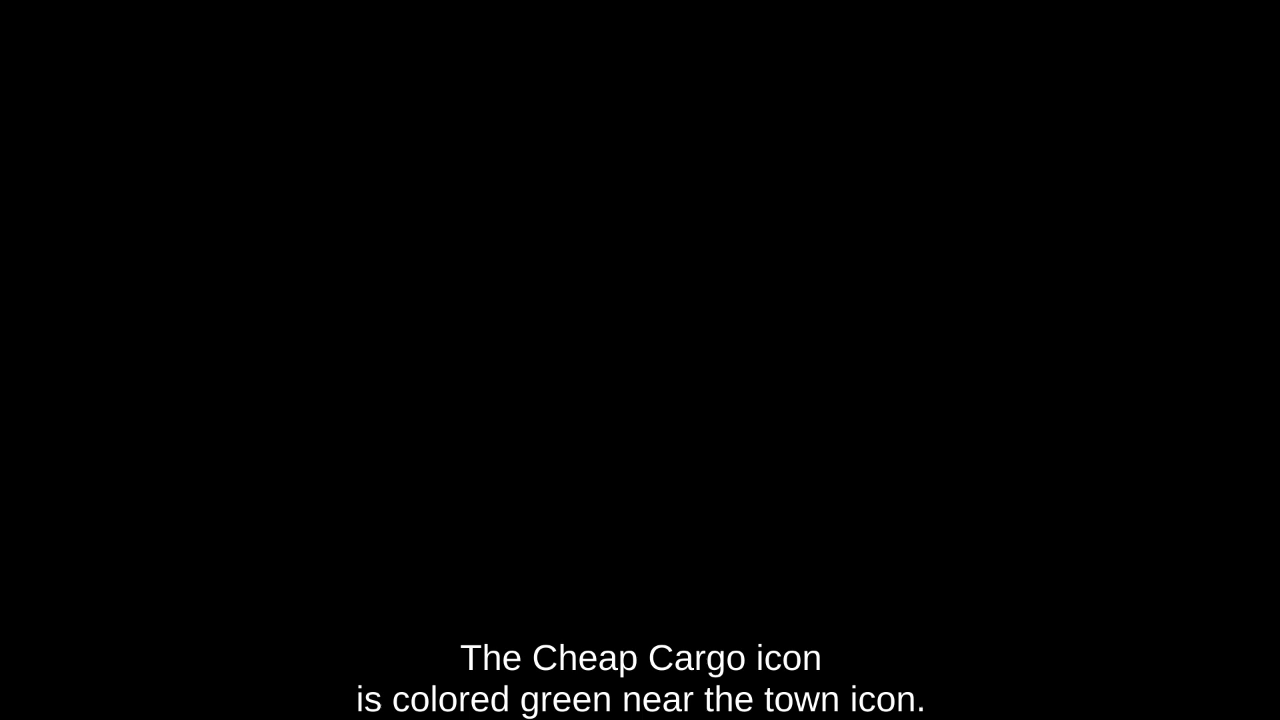 The Cheap Cargo icon
is colored green near the town icon.